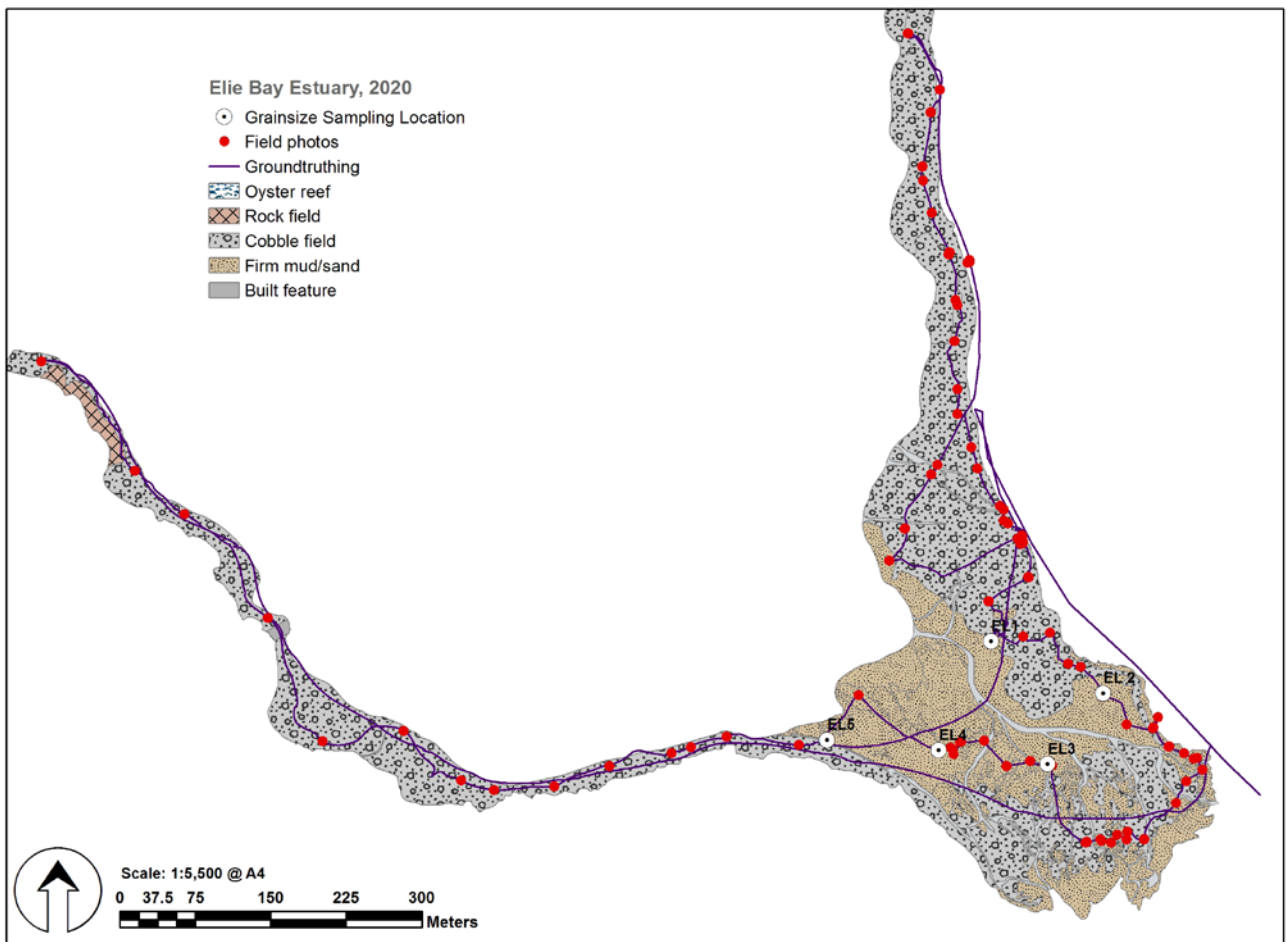 Elie Bay Estuary, 2020
Grainsize Sampling Location
Field photos
Groundtruthing
Oyster reef
Rock field
Cobble field
Firm mud/sand
Built feature
EL1
EL 2
EL5
EL4
EL3
Scale: 1:5,500 @ A4
0 37.5 75 150 225 300
Meters